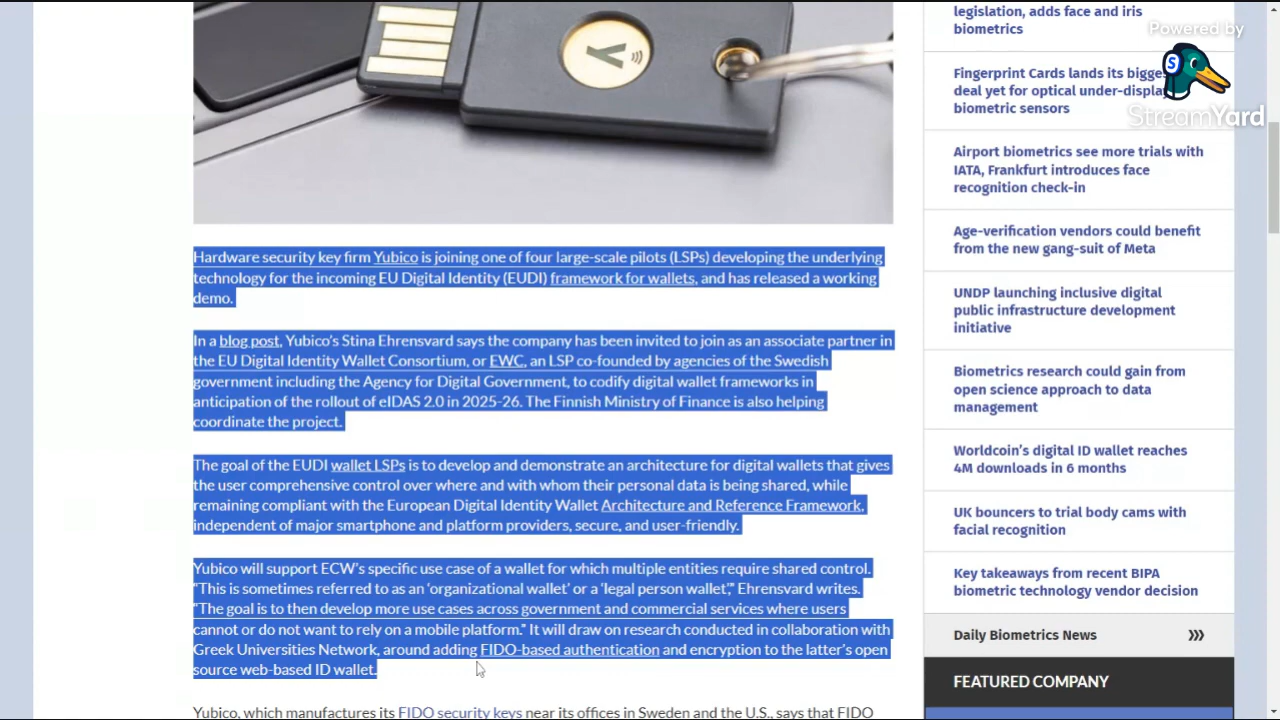 Hardware security key firm Yubico is joining one of four large-scale pilots (LSPs) developing the underlying
technology for the incoming EU Digital Identity (EUDI) framework for wallets, and has released a working
demo.
In a blog post, Yubico’s Stina Ehrensvard says the company has been invited to join as an associate partner in
the EU Digital Identity Wallet Consortium, or EWC, an LSP co-founded by agencies of the Swedish
government including the Agency for Digital Government, to codify digital wallet frameworks in
anticipation of the rollout of eIDAS 2.0 in 2025-26. The Finnish Ministry of Finance is also helping
coordinate the project.
The goal of the EUDI wallet LSPs is to develop and demonstrate an architecture for digital wallets that gives
the user comprehensive control over where and with whom their personal data is being shared, while
remaining compliant with the European Digital Identity Wallet Architecture and Reference Framework,
independent of major smartphone and platform providers, secure, and user-friendly.
Yubico will support ECW’s specific use case of a wallet for which multiple entities require shared control.
“This is sometimes referred to as an ‘organizational wallet’ or a ‘legal person wallet’,” Ehrensvard writes.
“The goal is to then develop more use cases across government and commercial services where users
cannot or do not want to rely on a mobile platform.” It will draw on research conducted in collaboration with
Greek Universities Network, around adding FIDO-based authentication and encryption to the latter’s open
source web-based ID wallet.
Yubico, which manufactures its FIDO security keys near its offices in Sweden and the U.S., says that FIDO
legislation, adds face and iris
biometrics
Powered by
S
StreamYard
Fingerprint Cards lands its
deal yet for optical
biometric sensors
Airport biometrics see more trials with
IATA, Frankfurt introduces face
recognition check-in
Age-verification vendors could benefit
from the new gang-suit of Meta
UNDP launching inclusive digital
public infrastructure development
initiative
Biometrics research could gain from
open science approach to data
management
Worldcoin’s digital ID wallet reaches
4M downloads in 6 months
UK bouncers to trial body cams with
facial recognition
Key takeaways from recent BIPA
biometric technology vendor decision
Daily Biometrics News
FEATURED COMPANY